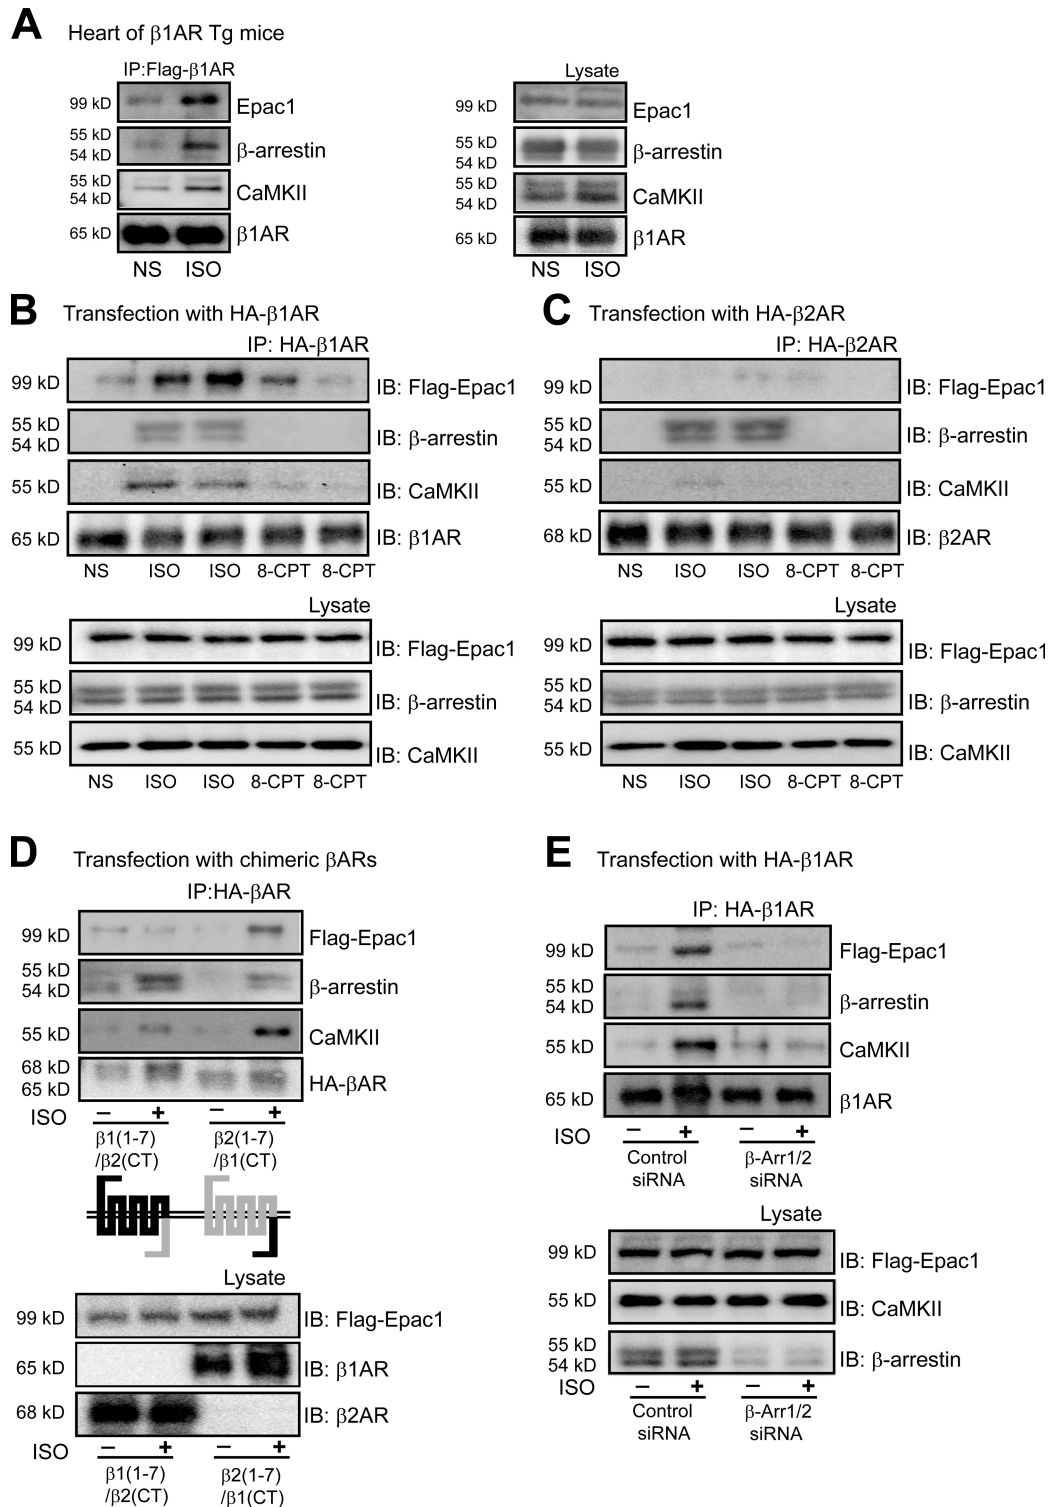 A Heart of β1AR Tg mice
IP:Flag-β1AR
99 kD Epac1
55 kD
54 kD β-arrestin
55 kD
54 kD CaMKII
65 kD β1AR
NS ISO
Lysate
99 kD Epac1
55 kD
54 kD β-arrestin
55 kD
54 kD CaMKII
65 kD β1AR
NS ISO
B Transfection with HA-β1AR
IP: HA-β1AR
99 kD IB: Flag-Epac1
55 kD
54 kD IB: β-arrestin
55 kD IB: CaMKII
65 kD IB: β1AR
NS ISO ISO 8-CPT 8-CPT
Lysate
99 kD IB: Flag-Epac1
55 kD
54 kD IB: β-arrestin
55 kD IB: CaMKII
NS ISO ISO 8-CPT 8-CPT
C Transfection with HA-β2AR
IP: HA-β2AR
99 kD IB: Flag-Epac1
55 kD
54 kD IB: β-arrestin
55 kD IB: CaMKII
68 kD IB: β2AR
NS ISO ISO 8-CPT 8-CPT
Lysate
99 kD IB: Flag-Epac1
55 kD
54 kD IB: β-arrestin
55 kD IB: CaMKII
NS ISO ISO 8-CPT 8-CPT
D Transfection with chimeric βARs
IP:HA-βAR
99 kD Flag-Epac1
55 kD
54 kD β-arrestin
55 kD CaMKII
68 kD
65 kD HA-βAR
ISO − + − +
β1(1-7) β2(1-7)
/β2(CT) /β1(CT)
Lysate
99 kD IB: Flag-Epac1
65 kD IB: β1AR
68 kD IB: β2AR
ISO − + − +
β1(1-7) β2(1-7)
/β2(CT) /β1(CT)
E Transfection with HA-β1AR
IP: HA-β1AR
99 kD Flag-Epac1
55 kD
54 kD β-arrestin
55 kD CaMKII
65 kD β1AR
ISO − + − +
Control β-Arr1/2
siRNA siRNA
Lysate
99 kD IB: Flag-Epac1
55 kD IB: CaMKII
55 kD
54 kD IB: β-arrestin
ISO − + − +
Control β-Arr1/2
siRNA siRNA